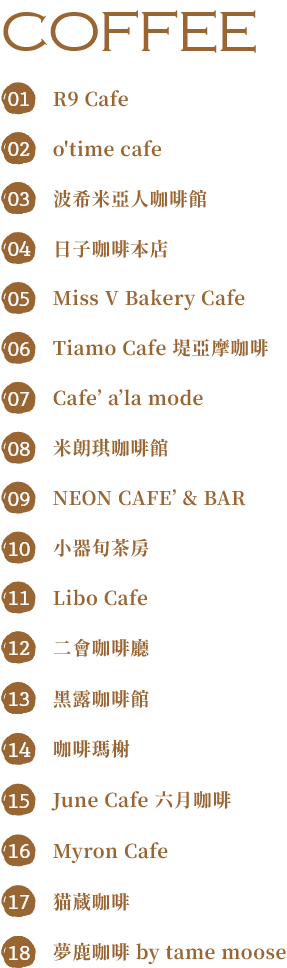 COFFEE
01 R9 Cafe
02 o'time cafe
03 波希米亞人咖啡館
04 日子咖啡本店
05 Miss V Bakery Cafe
06 Tiamo Cafe 堤亞摩咖啡
07 Cafe’ a’la mode
08 米朗琪咖啡館
09 NEON CAFE’ & BAR
10 小器旬茶房
11 Libo Cafe
12 二會咖啡廳
13 黑露咖啡館
14 咖啡瑪榭
15 June Cafe 六月咖啡
16 Myron Cafe
17 猫蔵咖啡
18 夢鹿咖啡 by tame moose